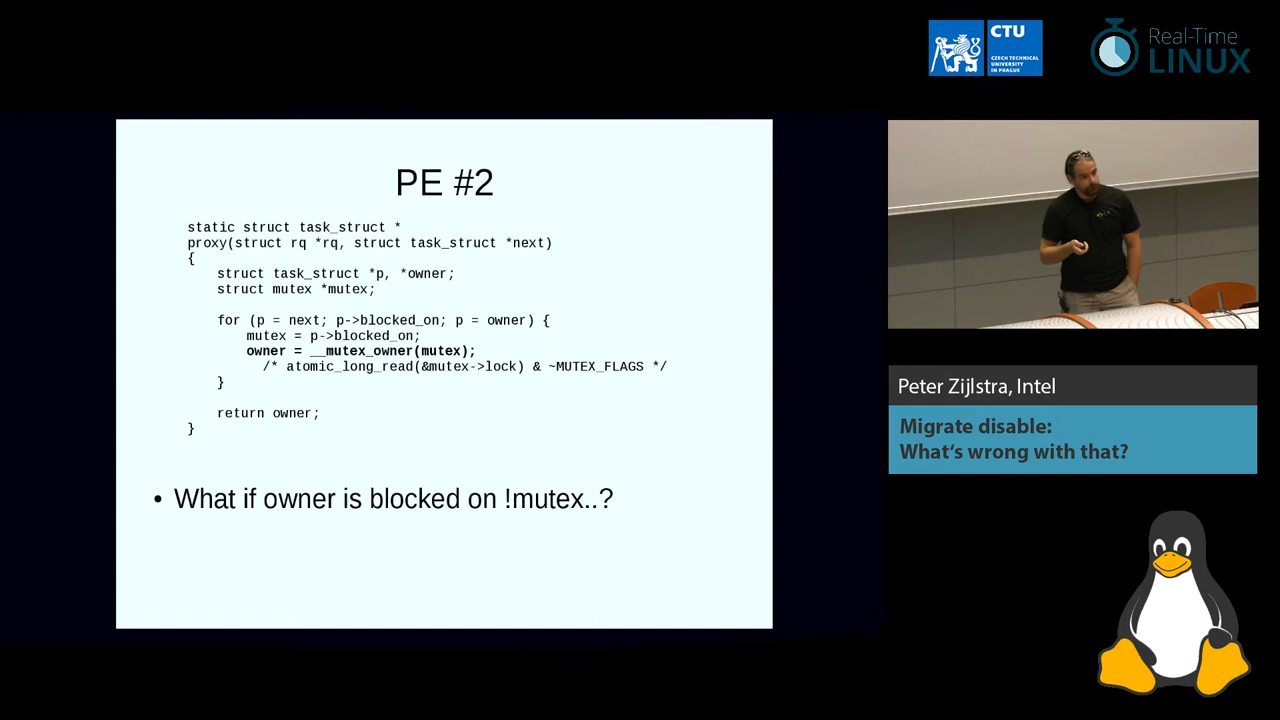 CTU
CZECH TECHNICAL
UNIVERSITY
IN PRAGUE
Real-Time
LINUX
PE #2
static struct task_struct *
proxy(struct rq *rq, struct task_struct *next)
{
struct task_struct *p, *owner;
struct mutex *mutex;
for (p = next; p->blocked_on; p = owner) {
mutex = p->blocked_on;
owner = __mutex_owner(mutex);
/* atomic_long_read(&mutex->lock) & ~MUTEX_FLAGS */
}
return owner;
}
• What if owner is blocked on !mutex..?
Peter Zijlstra, Intel
Migrate disable:
What's wrong with that?